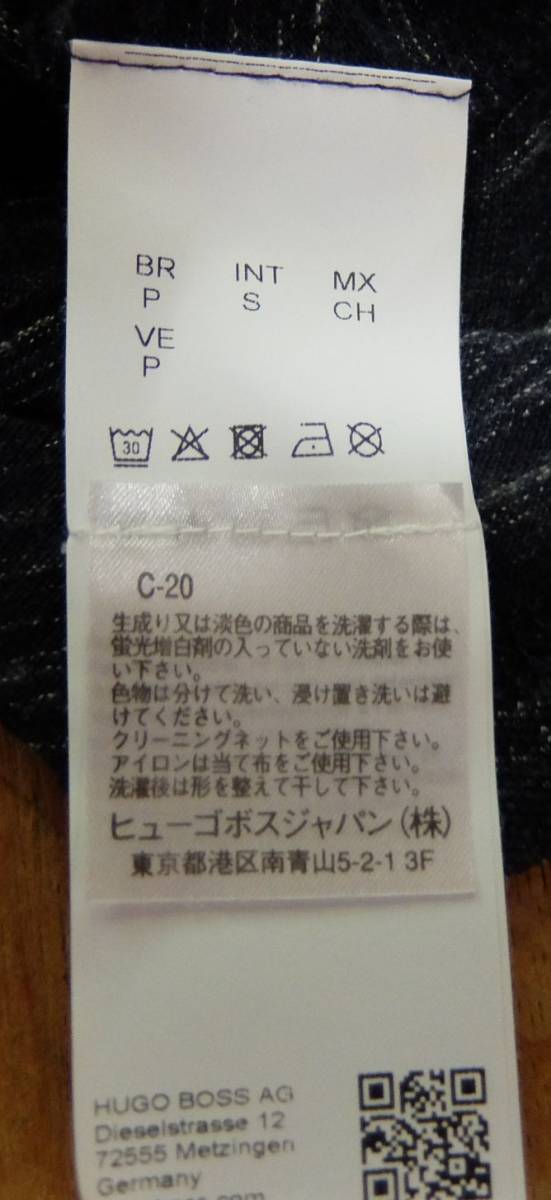 BR INT MX
P S CH
VE
P
30
C-20
生成り又は淡色の商品を洗濯する際は、
蛍光増白剤の入っていない洗剤をお使
い下さい。
色物は分けて洗い、浸け置き洗いは避
けてください。
クリーニングネットをご使用下さい。
アイロンは当て布をご使用下さい。
洗濯後は形を整えて干して下さい。
ヒューゴボスジャパン(株)
東京都港区南青山5-2-1 3F
HUGO BOSS AG
Dieselstrasse 12
72555 Metzingen
Germany